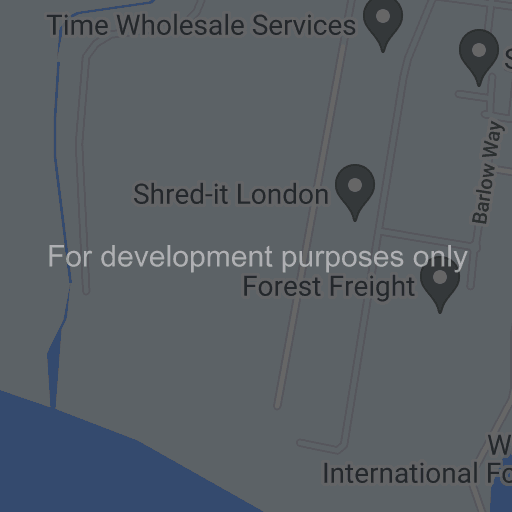 Time Wholesale Services
S
Barlow Way
Shred-it London
For development purposes only
Forest Freight
W
International Fo